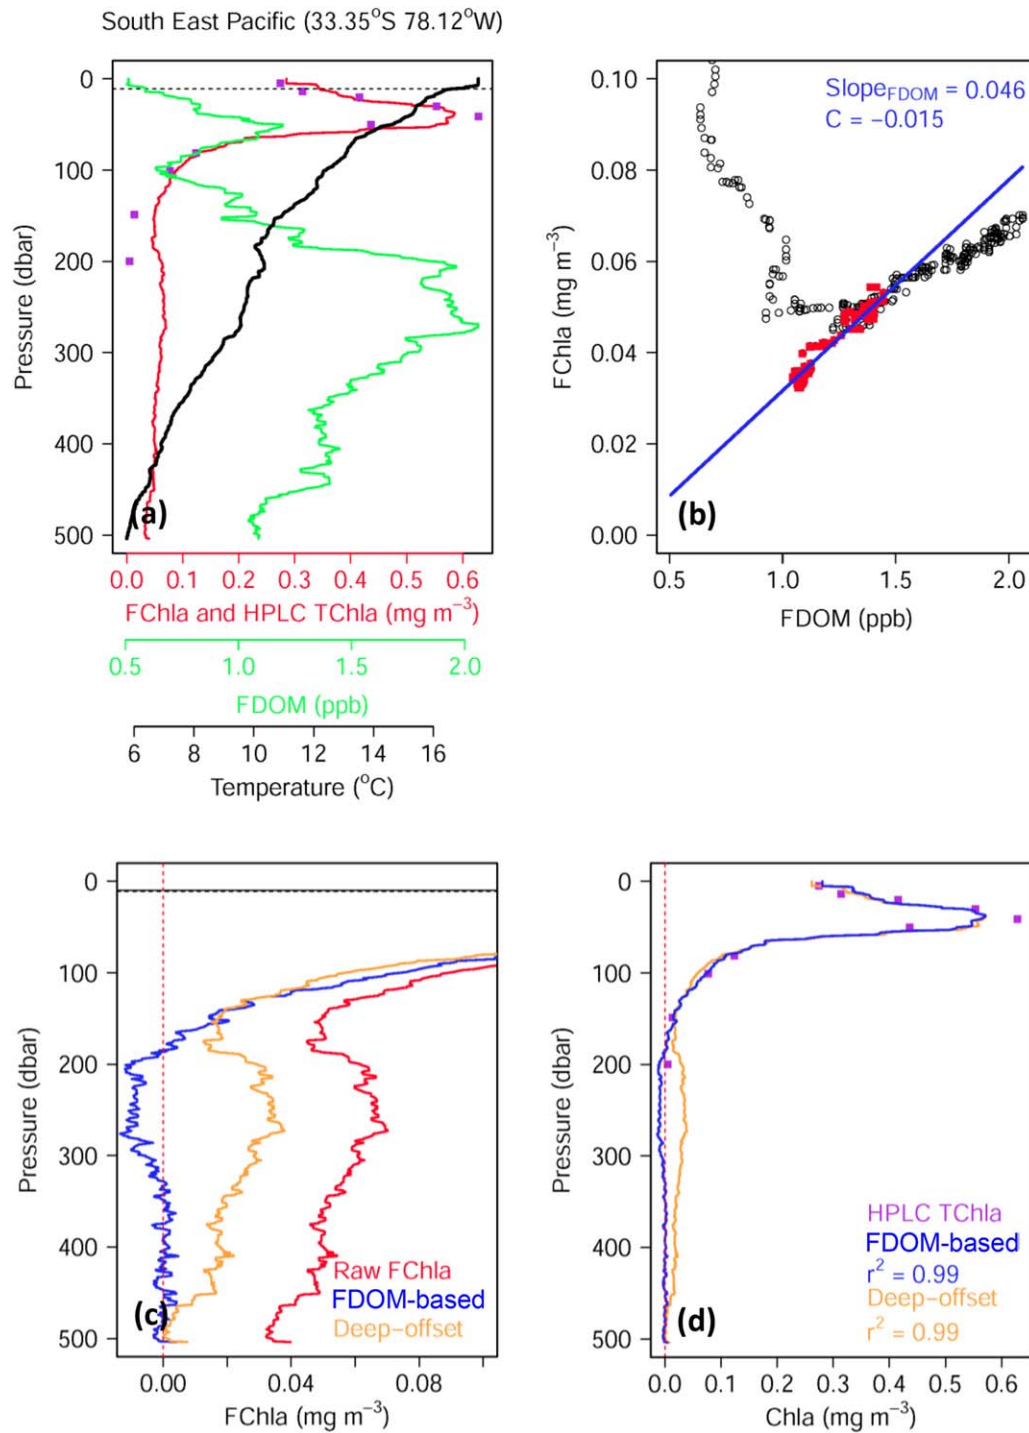 South East Pacific (33.35°S 78.12°W)
0
100
200
300
400
500
Pressure (dbar)
(a)
0.0 0.1 0.2 0.3 0.4 0.5 0.6
FChla and HPLC TChla (mg m⁻³)
0.5 1.0 1.5 2.0
FDOM (ppb)
6 8 10 12 14 16
Temperature (°C)
0.10
0.08
0.06
0.04
0.02
0.00
FChla (mg m⁻³)
Slope_FDOM = 0.046
C = −0.015
(b)
0.5 1.0 1.5 2.0
FDOM (ppb)
0
100
200
300
400
500
Pressure (dbar)
Raw FChla
FDOM-based
Deep−offset
(c)
0.00 0.04 0.08
FChla (mg m⁻³)
0
100
200
300
400
500
Pressure (dbar)
HPLC TChla
FDOM-based
r² = 0.99
Deep−offset
r² = 0.99
(d)
0.0 0.1 0.2 0.3 0.4 0.5 0.6
Chla (mg m⁻³)